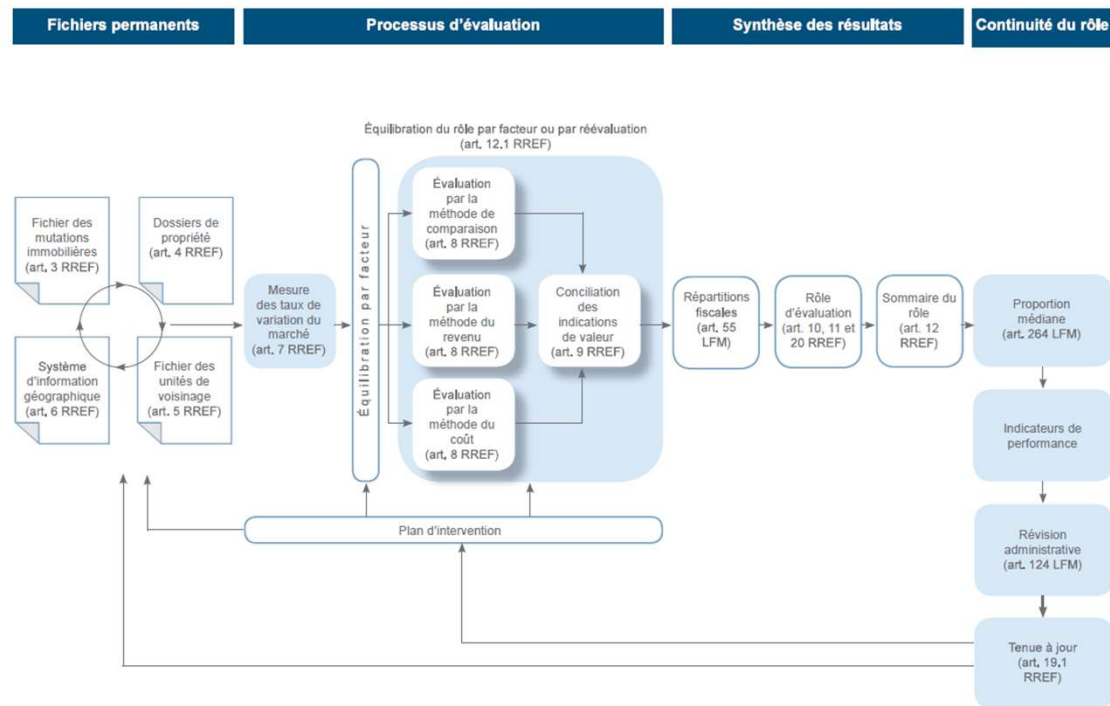 Fichiers permanents
Processus d'évaluation
Synthèse des résultats
Continuité du rôle
Équilibration du rôle par facteur ou par réévaluation
(art. 12.1 RREF)
Fichier des
mutations
immobilières
(art. 3 RREF)
Dossiers de
propriété
(art. 4 RREF)
Système
d'information
géographique
(art. 6 RREF)
Fichier des
unités de
voisinage
(art. 5 RREF)
Mesure
des taux de
variation du
marché
(art. 7 RREF)
Équilibration par facteur
Évaluation
par la
méthode de
comparaison
(art. 8 RREF)
Évaluation
par la
méthode du
revenu
(art. 8 RREF)
Évaluation
par la
méthode du
coût
(art. 8 RREF)
Conciliation
des
indications
de valeur
(art. 9 RREF)
Répartitions
fiscales
(art. 55
LFM)
Rôle
d'évaluation
(art. 10, 11 et
20 RREF)
Sommaire du
rôle
(art. 12
RREF)
Proportion
médiane
(art. 264 LFM)
Indicateurs de
performance
Révision
administrative
(art. 124 LFM)
Tenue à jour
(art. 19.1
RREF)
Plan d'intervention